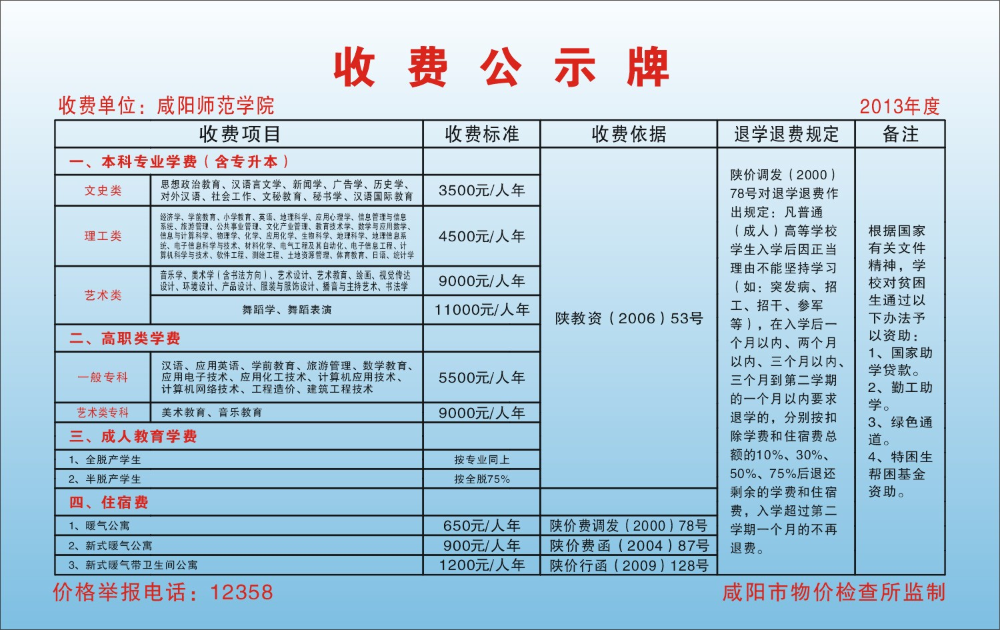 收费公示牌
收费单位：咸阳师范学院
2013年度
收费项目
收费标准
收费依据
退学退费规定
备注
一、本科专业学费（含专升本）
文史类
思想政治教育、汉语言文学、新闻学、广告学、历史学、
对外汉语、社会工作、文秘教育、秘书学、汉语国际教育
3500元/人年
理工类
经济学、学前教育、小学教育、英语、地理科学、应用心理学、信息管理与信息
系统、旅游管理、公共事业管理、文化产业管理、教育技术学、数学与应用数学、
信息与计算科学、物理学、化学、应用化学、生物科学、地理科学、地理信息系
统、电子信息科学与技术、材料化学、电气工程及其自动化、电子信息工程、计
算机科学与技术、软件工程、测绘工程、土地资源管理、体育教育、日语、统计学
4500元/人年
艺术类
音乐学、美术学（含书法方向）、艺术设计、艺术教育、绘画、视觉传达
设计、环境设计、产品设计、服装与服饰设计、播音与主持艺术、书法学
9000元/人年
舞蹈学、舞蹈表演
11000元/人年
二、高职类学费
一般专科
汉语、应用英语、学前教育、旅游管理、数学教育、
应用电子技术、应用化工技术、计算机应用技术、
计算机网络技术、工程造价、建筑工程技术
5500元/人年
艺术类专科
美术教育、音乐教育
9000元/人年
三、成人教育学费
1、全脱产学生
按专业同上
2、半脱产学生
按全脱75%
陕教资（2006）53号
四、住宿费
1、暖气公寓
650元/人年
陕价费调发（2000）78号
2、新式暖气公寓
900元/人年
陕价费函（2004）87号
3、新式暖气带卫生间公寓
1200元/人年
陕价行函（2009）128号
陕价调发（2000）
78号对退学退费作
出规定：凡普通
（成人）高等学校
学生入学后因正当
理由不能坚持学习
（如：突发病、招
工、招干、参军
等），在入学后一
个月以内、两个月
以内、三个月以内、
三个月到第二学期
的一个月以内要求
退学的，分别按扣
除学费和住宿费总
额的10%、30%、
50%、75%后退还
剩余的学费和住宿
费，入学超过第二
学期一个月的不再
退费。
根据国家
有关文件
精神，学
校对贫困
生通过以
下办法予
以资助：
1、国家助
学贷款。
2、勤工助
学。
3、绿色通
道。
4、特困生
帮困基金
资助。
价格举报电话：12358
咸阳市物价检查所监制